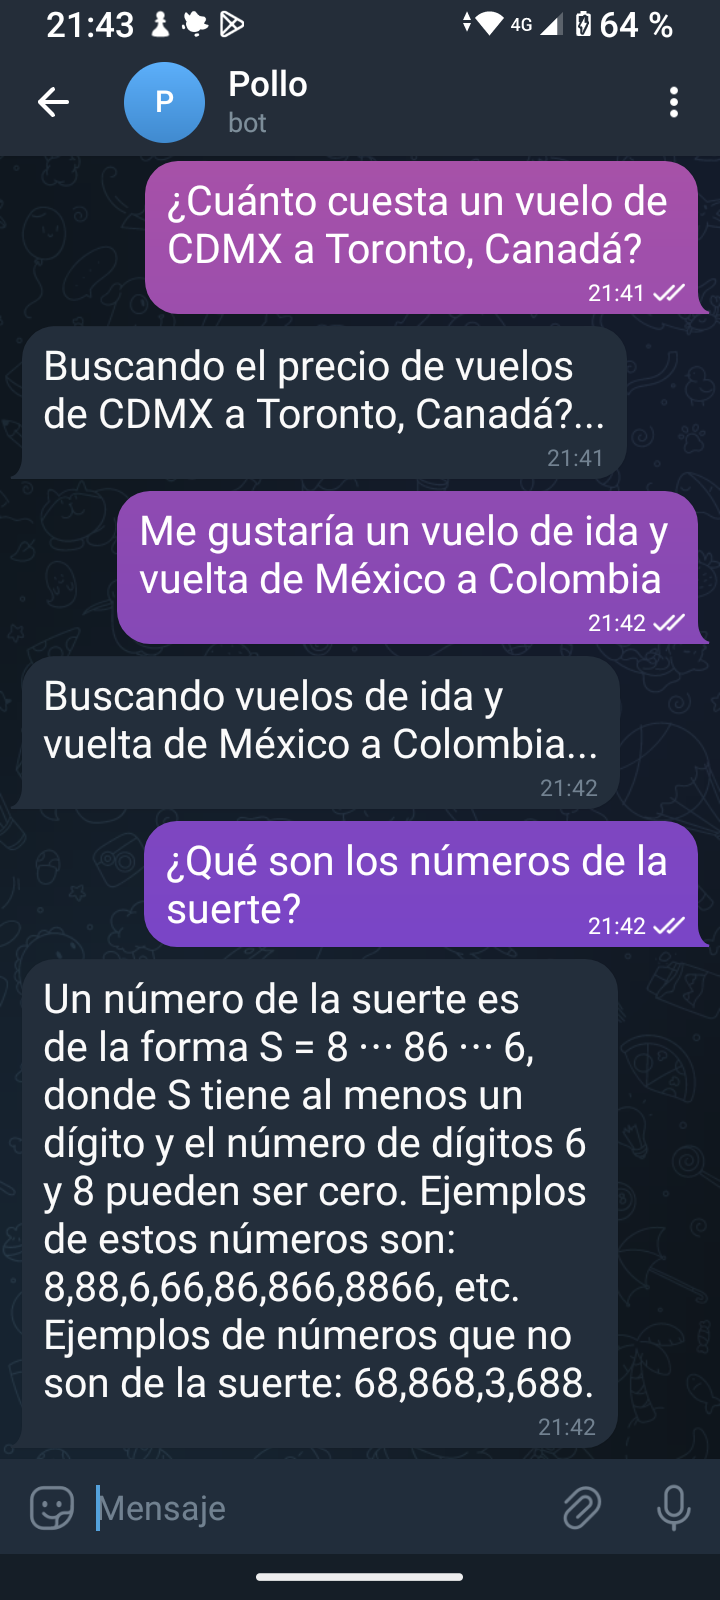 21:43 4G 64 %
P
Pollo
bot
¿Cuánto cuesta un vuelo de
CDMX a Toronto, Canadá?
21:41
Buscando el precio de vuelos
de CDMX a Toronto, Canadá?...
21:41
Me gustaría un vuelo de ida y
vuelta de México a Colombia
21:42
Buscando vuelos de ida y
vuelta de México a Colombia...
21:42
¿Qué son los números de la
suerte?
21:42
Un número de la suerte es
de la forma S = 8 ··· 86 ··· 6,
donde S tiene al menos un
dígito y el número de dígitos 6
y 8 pueden ser cero. Ejemplos
de estos números son:
8,88,6,66,86,866,8866, etc.
Ejemplos de números que no
son de la suerte: 68,868,3,688.
21:42
Mensaje